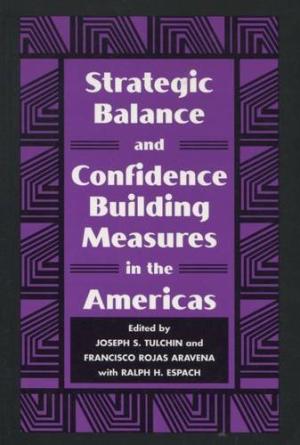 Strategic
Balance
and
Confidence
Building
Measures
in the
Americas
Edited by
JOSEPH S. TULCHIN and
FRANCISCO ROJAS ARAVENA
with RALPH H. ESPACH